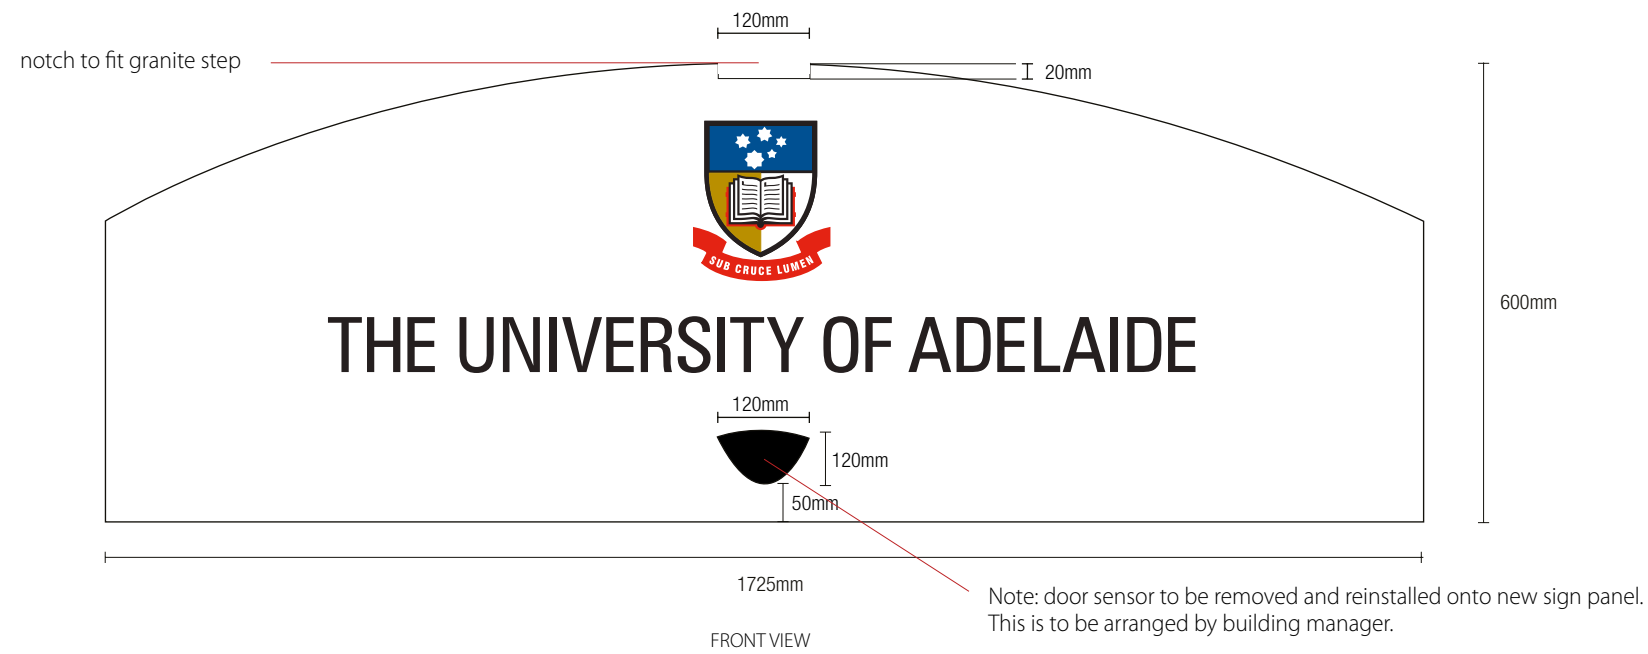 120mm
notch to fit granite step
20mm
SUB CRUCE LUMEN
600mm
THE UNIVERSITY OF ADELAIDE
120mm
120mm
50mm
1725mm
Note: door sensor to be removed and reinstalled onto new sign panel.
This is to be arranged by building manager.
FRONT VIEW